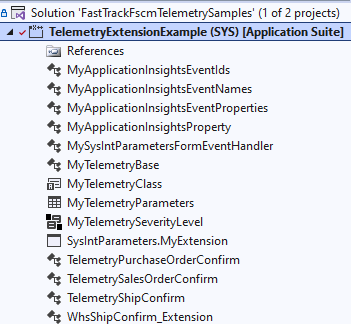 Solution 'FastTrackFscmTelemetrySamples' (1 of 2 projects)
TelemetryExtensionExample (SYS) [Application Suite]
References
MyApplicationInsightsEventIds
MyApplicationInsightsEventNames
MyApplicationInsightsEventProperties
MyApplicationInsightsProperty
MySysIntParametersFormEventHandler
MyTelemetryBase
MyTelemetryClass
MyTelemetryParameters
MyTelemetrySeverityLevel
SysIntParameters.MyExtension
TelemetryPurchaseOrderConfirm
TelemetrySalesOrderConfirm
TelemetryShipConfirm
WhsShipConfirm_Extension